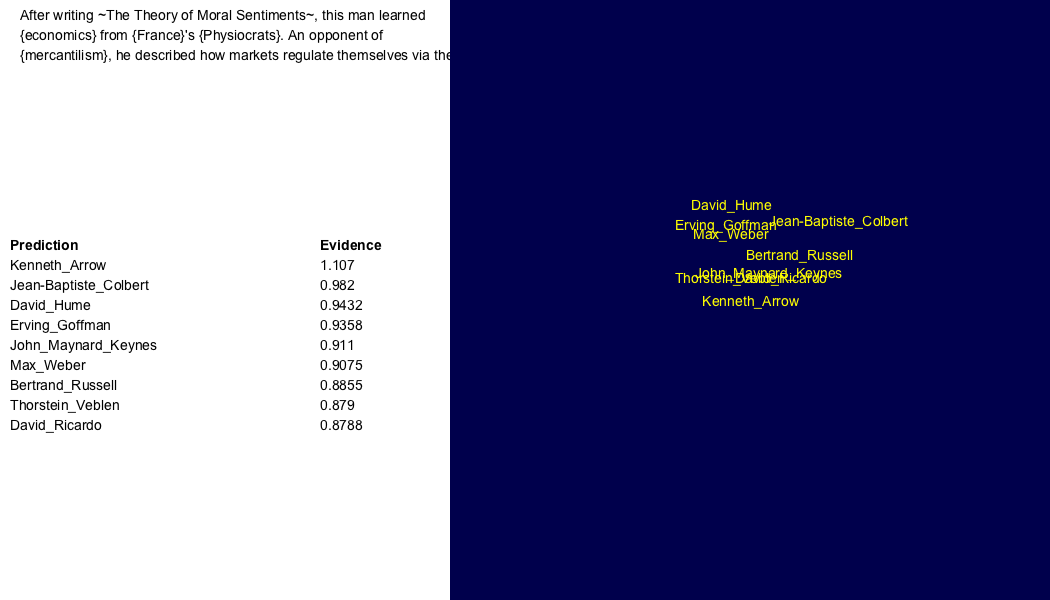 After writing ~The Theory of Moral Sentiments~, this man learned
{economics} from {France}'s {Physiocrats}. An opponent of
{mercantilism}, he described how markets regulate themselves via the
Prediction Evidence
Kenneth_Arrow 1.107
Jean-Baptiste_Colbert 0.982
David_Hume 0.9432
Erving_Goffman 0.9358
John_Maynard_Keynes 0.911
Max_Weber 0.9075
Bertrand_Russell 0.8855
Thorstein_Veblen 0.879
David_Ricardo 0.8788
David_Hume
Jean-Baptiste_Colbert
Erving_Goffman
Max_Weber
Bertrand_Russell
John_Maynard_Keynes
Thorstein_Veblen
David_Ricardo
Kenneth_Arrow